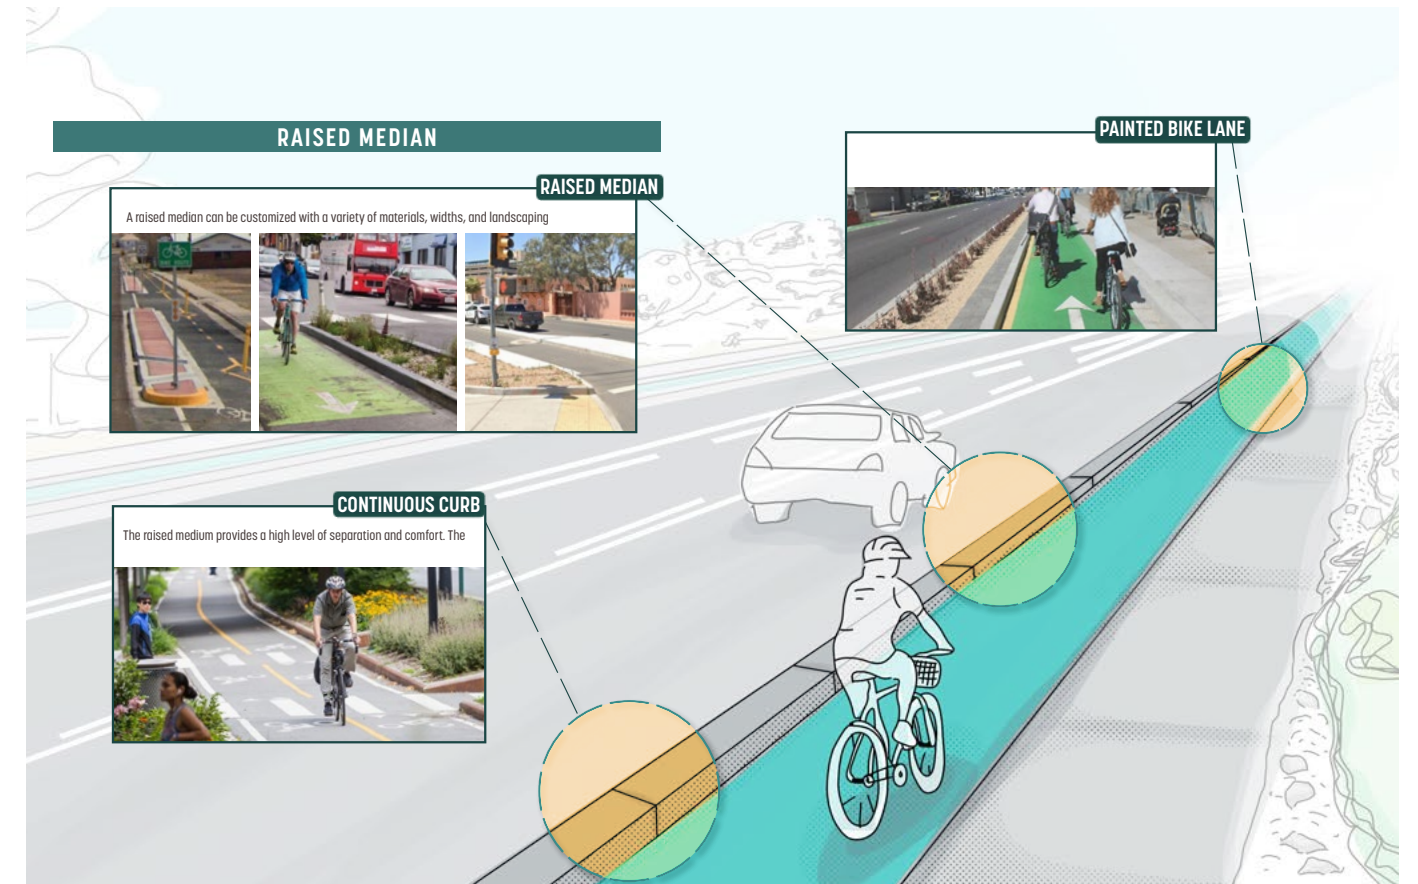 RAISED MEDIAN
RAISED MEDIAN
A raised median can be customized with a variety of materials, widths, and landscaping
PAINTED BIKE LANE
CONTINUOUS CURB
The raised medium provides a high level of separation and comfort. The